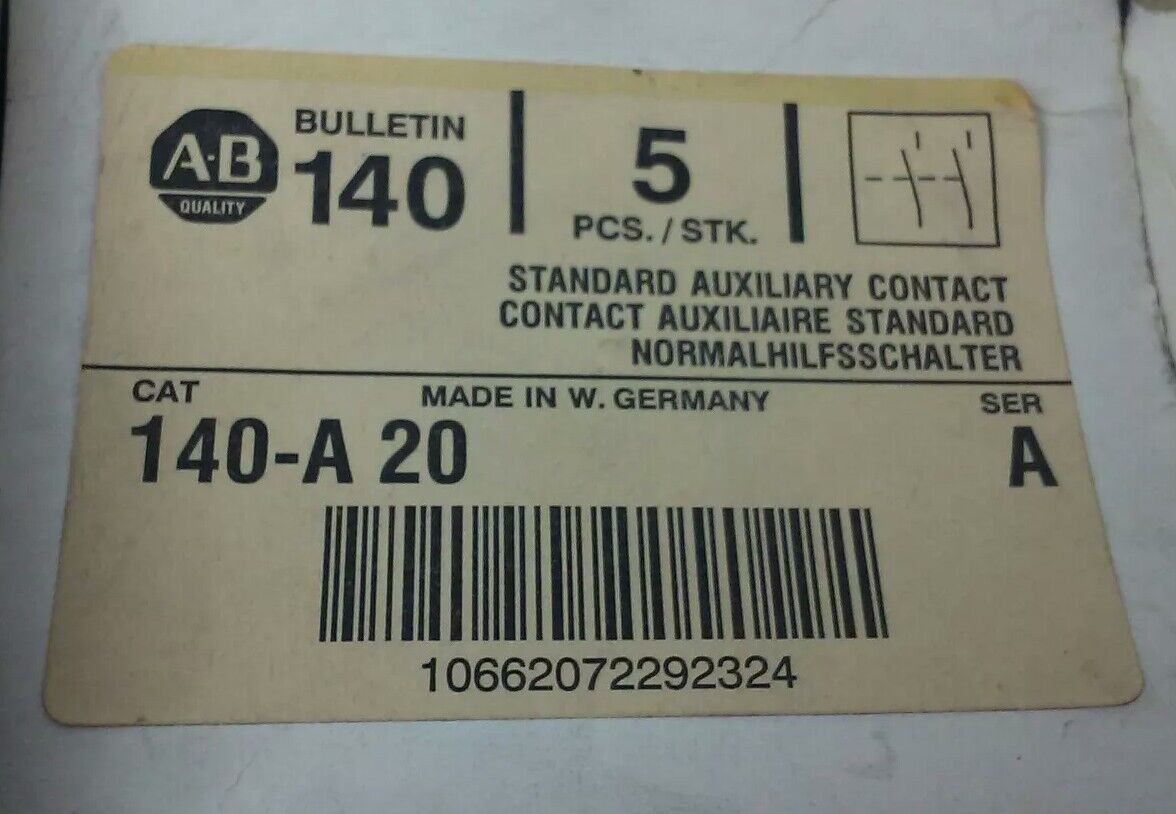 A-B
QUALITY
BULLETIN
140
5
PCS./STK.
STANDARD AUXILIARY CONTACT
CONTACT AUXILIAIRE STANDARD
NORMALHILFSSCHALTER
CAT
MADE IN W. GERMANY
SER
140-A 20
A
10662072292324